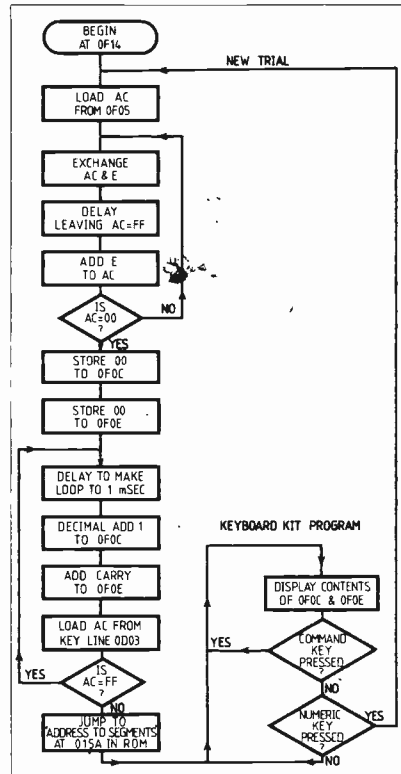 BEGIN
AT 0F14
NEW TRIAL
LOAD AC
FROM 0F05
EXCHANGE
AC & E
DELAY
LEAVING AC=FF
ADD E
TO AC
IS
AC=00
?
NO
YES
STORE 00
TO 0F0C
STORE 00
TO 0F0E
DELAY TO MAKE
LOOP TO 1 mSEC
DECIMAL ADD 1
TO 0F0C
ADD CARRY
TO 0F0E
LOAD AC FROM
KEY LINE 0D03
YES
IS
AC=FF
?
NO
JUMP TO
ADDRESS TO SEGMENTS
AT 015A IN ROM
KEYBOARD KIT PROGRAM
DISPLAY CONTENTS
OF 0F0C & 0F0E
YES
COMMAND
KEY
PRESSED
?
NO
NUMERIC
KEY
PRESSED
?
YES
NO